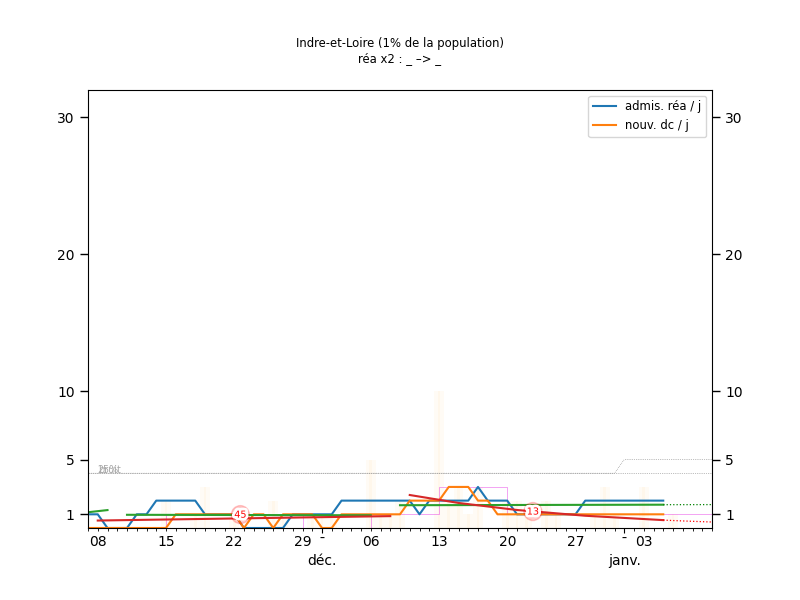 Indre-et-Loire (1% de la population)
réa x2 : _ –> _
admis. réa / j
nouv. dc / j
30 30
20 20
10 10
5 5
1 1
45 -13
08 15 22 29 - 06 13 20 27 - 03
déc. janv.